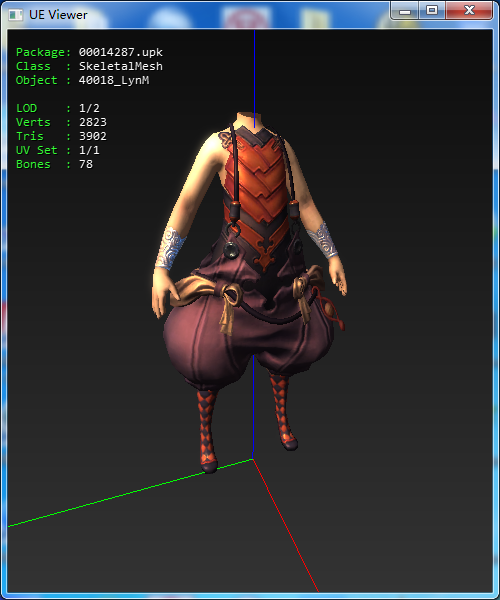 UE Viewer
Package: 00014287.upk
Class : SkeletalMesh
Object : 40018_LynM
LOD : 1/2
Verts : 2823
Tris : 3902
UV Set : 1/1
Bones : 78